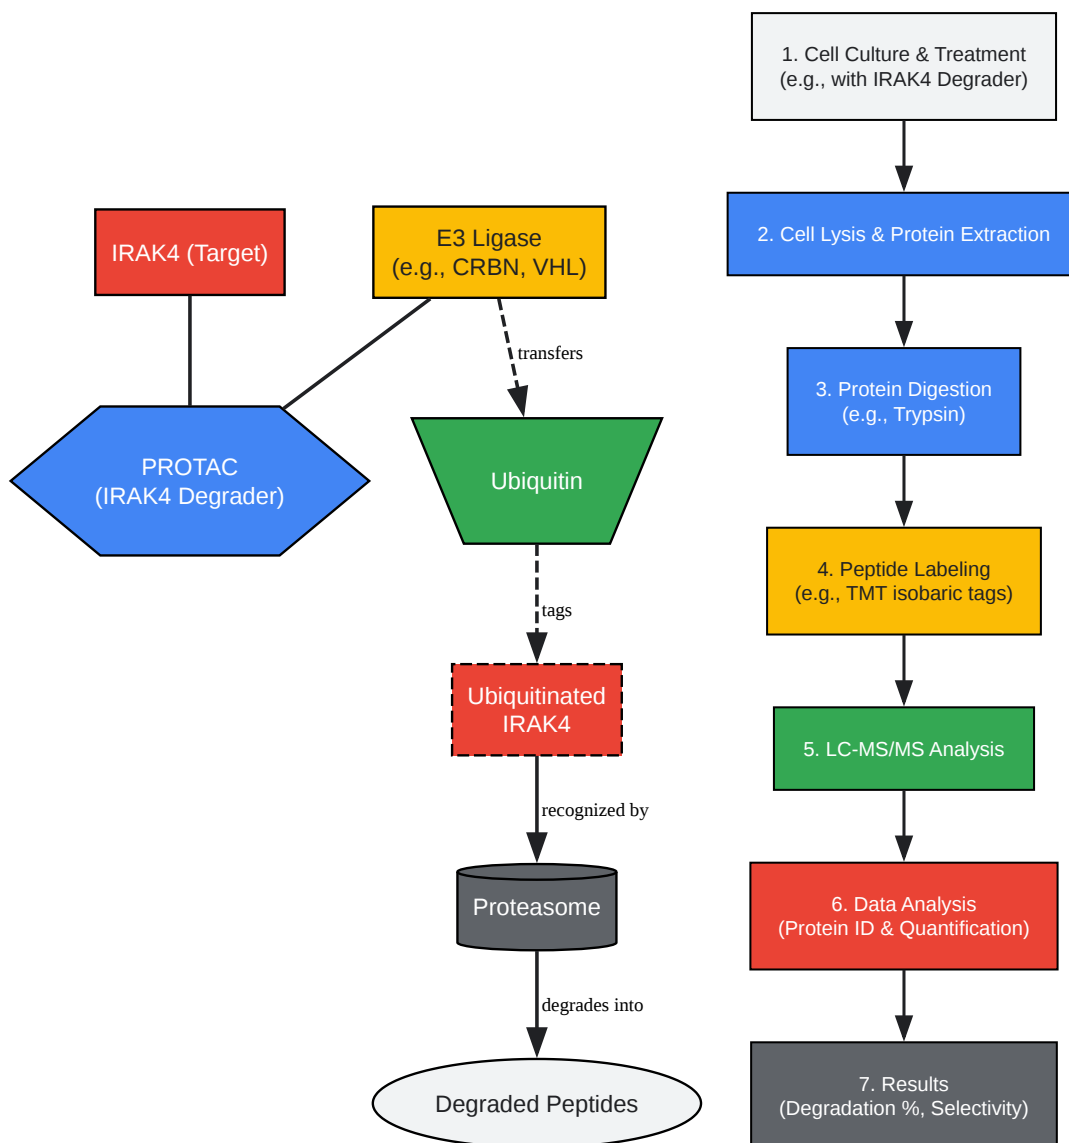 IRAK4 (Target)
E3 Ligase
(e.g., CRBN, VHL)
transfers
PROTAC
(IRAK4 Degrader)
Ubiquitin
tags
Ubiquitinated
IRAK4
recognized by
Proteasome
degrades into
Degraded Peptides
1. Cell Culture & Treatment
(e.g., with IRAK4 Degrader)
2. Cell Lysis & Protein Extraction
3. Protein Digestion
(e.g., Trypsin)
4. Peptide Labeling
(e.g., TMT isobaric tags)
5. LC-MS/MS Analysis
6. Data Analysis
(Protein ID & Quantification)
7. Results
(Degradation %, Selectivity)